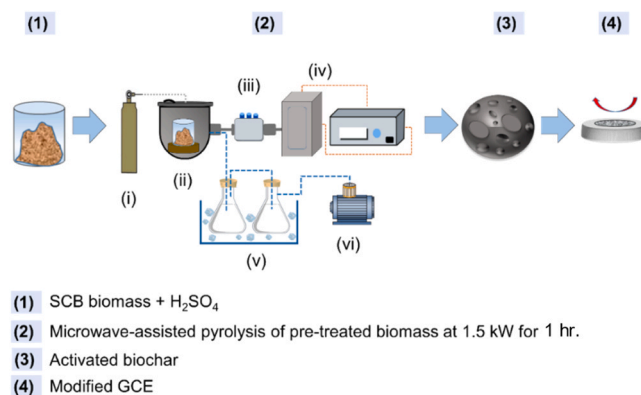 (1) (2) (3) (4)
(iii) (iv)
(i) (ii)
(v) (vi)
(1) SCB biomass + H₂SO₄
(2) Microwave-assisted pyrolysis of pre-treated biomass at 1.5 kW for 1 hr.
(3) Activated biochar
(4) Modified GCE